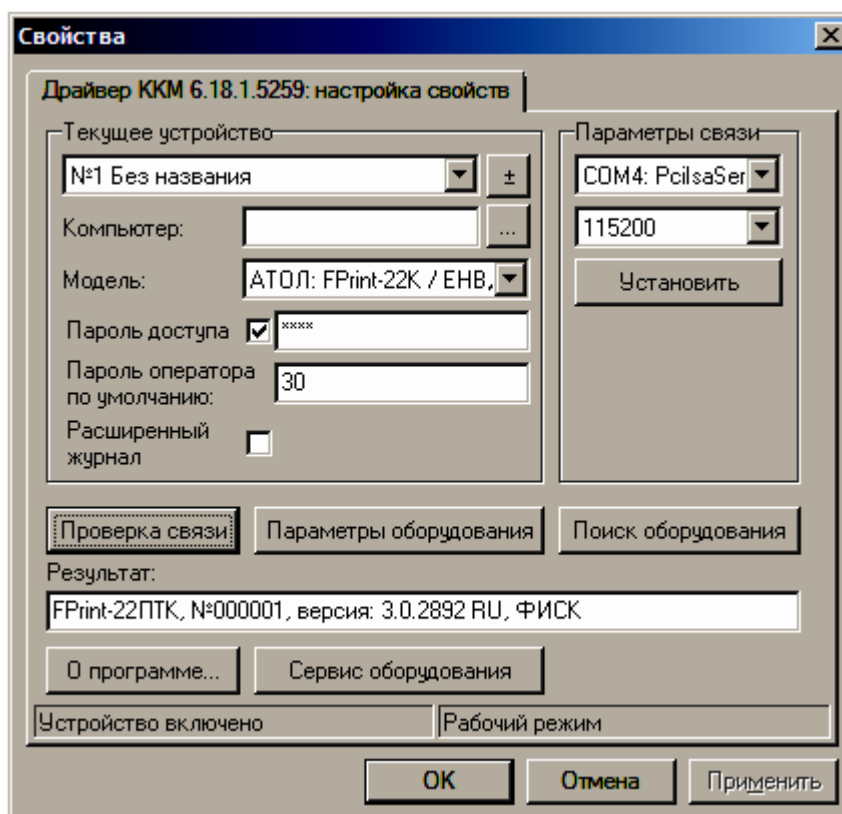 Свойства
Драйвер ККМ 6.18.1.5259: настройка свойств
Текущее устройство
Параметры связи
№1 Без названия
±
COM4: PciIsaSer
Компьютер:
...
115200
Модель:
АТОЛ: FPrint-22K / ЕНВ,
Установить
Пароль доступа
****
Пароль оператора
по умолчанию:
30
Расширенный
журнал
Проверка связи
Параметры оборудования
Поиск оборудования
Результат:
FPrint-22ПТК, №000001, версия: 3.0.2892 RU, ФИСК
О программе...
Сервис оборудования
Устройство включено
Рабочий режим
OK
Отмена
Применить